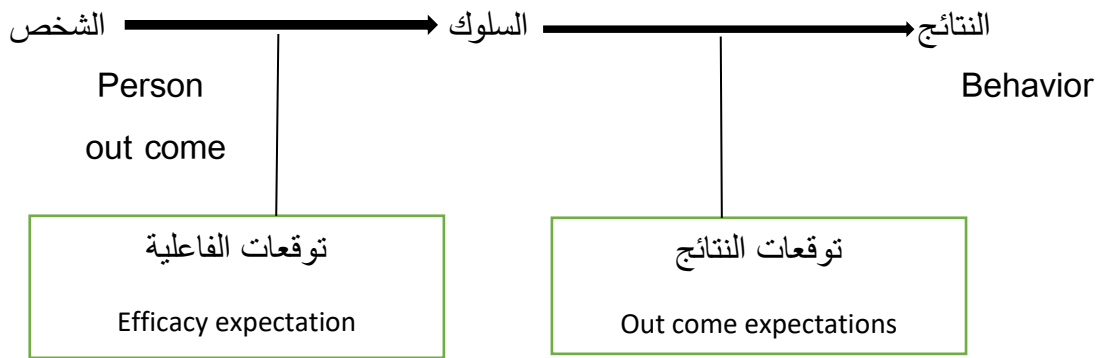 الشخص السلوك النتائج
Person Behavior
out come
توقعات الفاعلية
Efficacy expectation
توقعات النتائج
Out come expectations